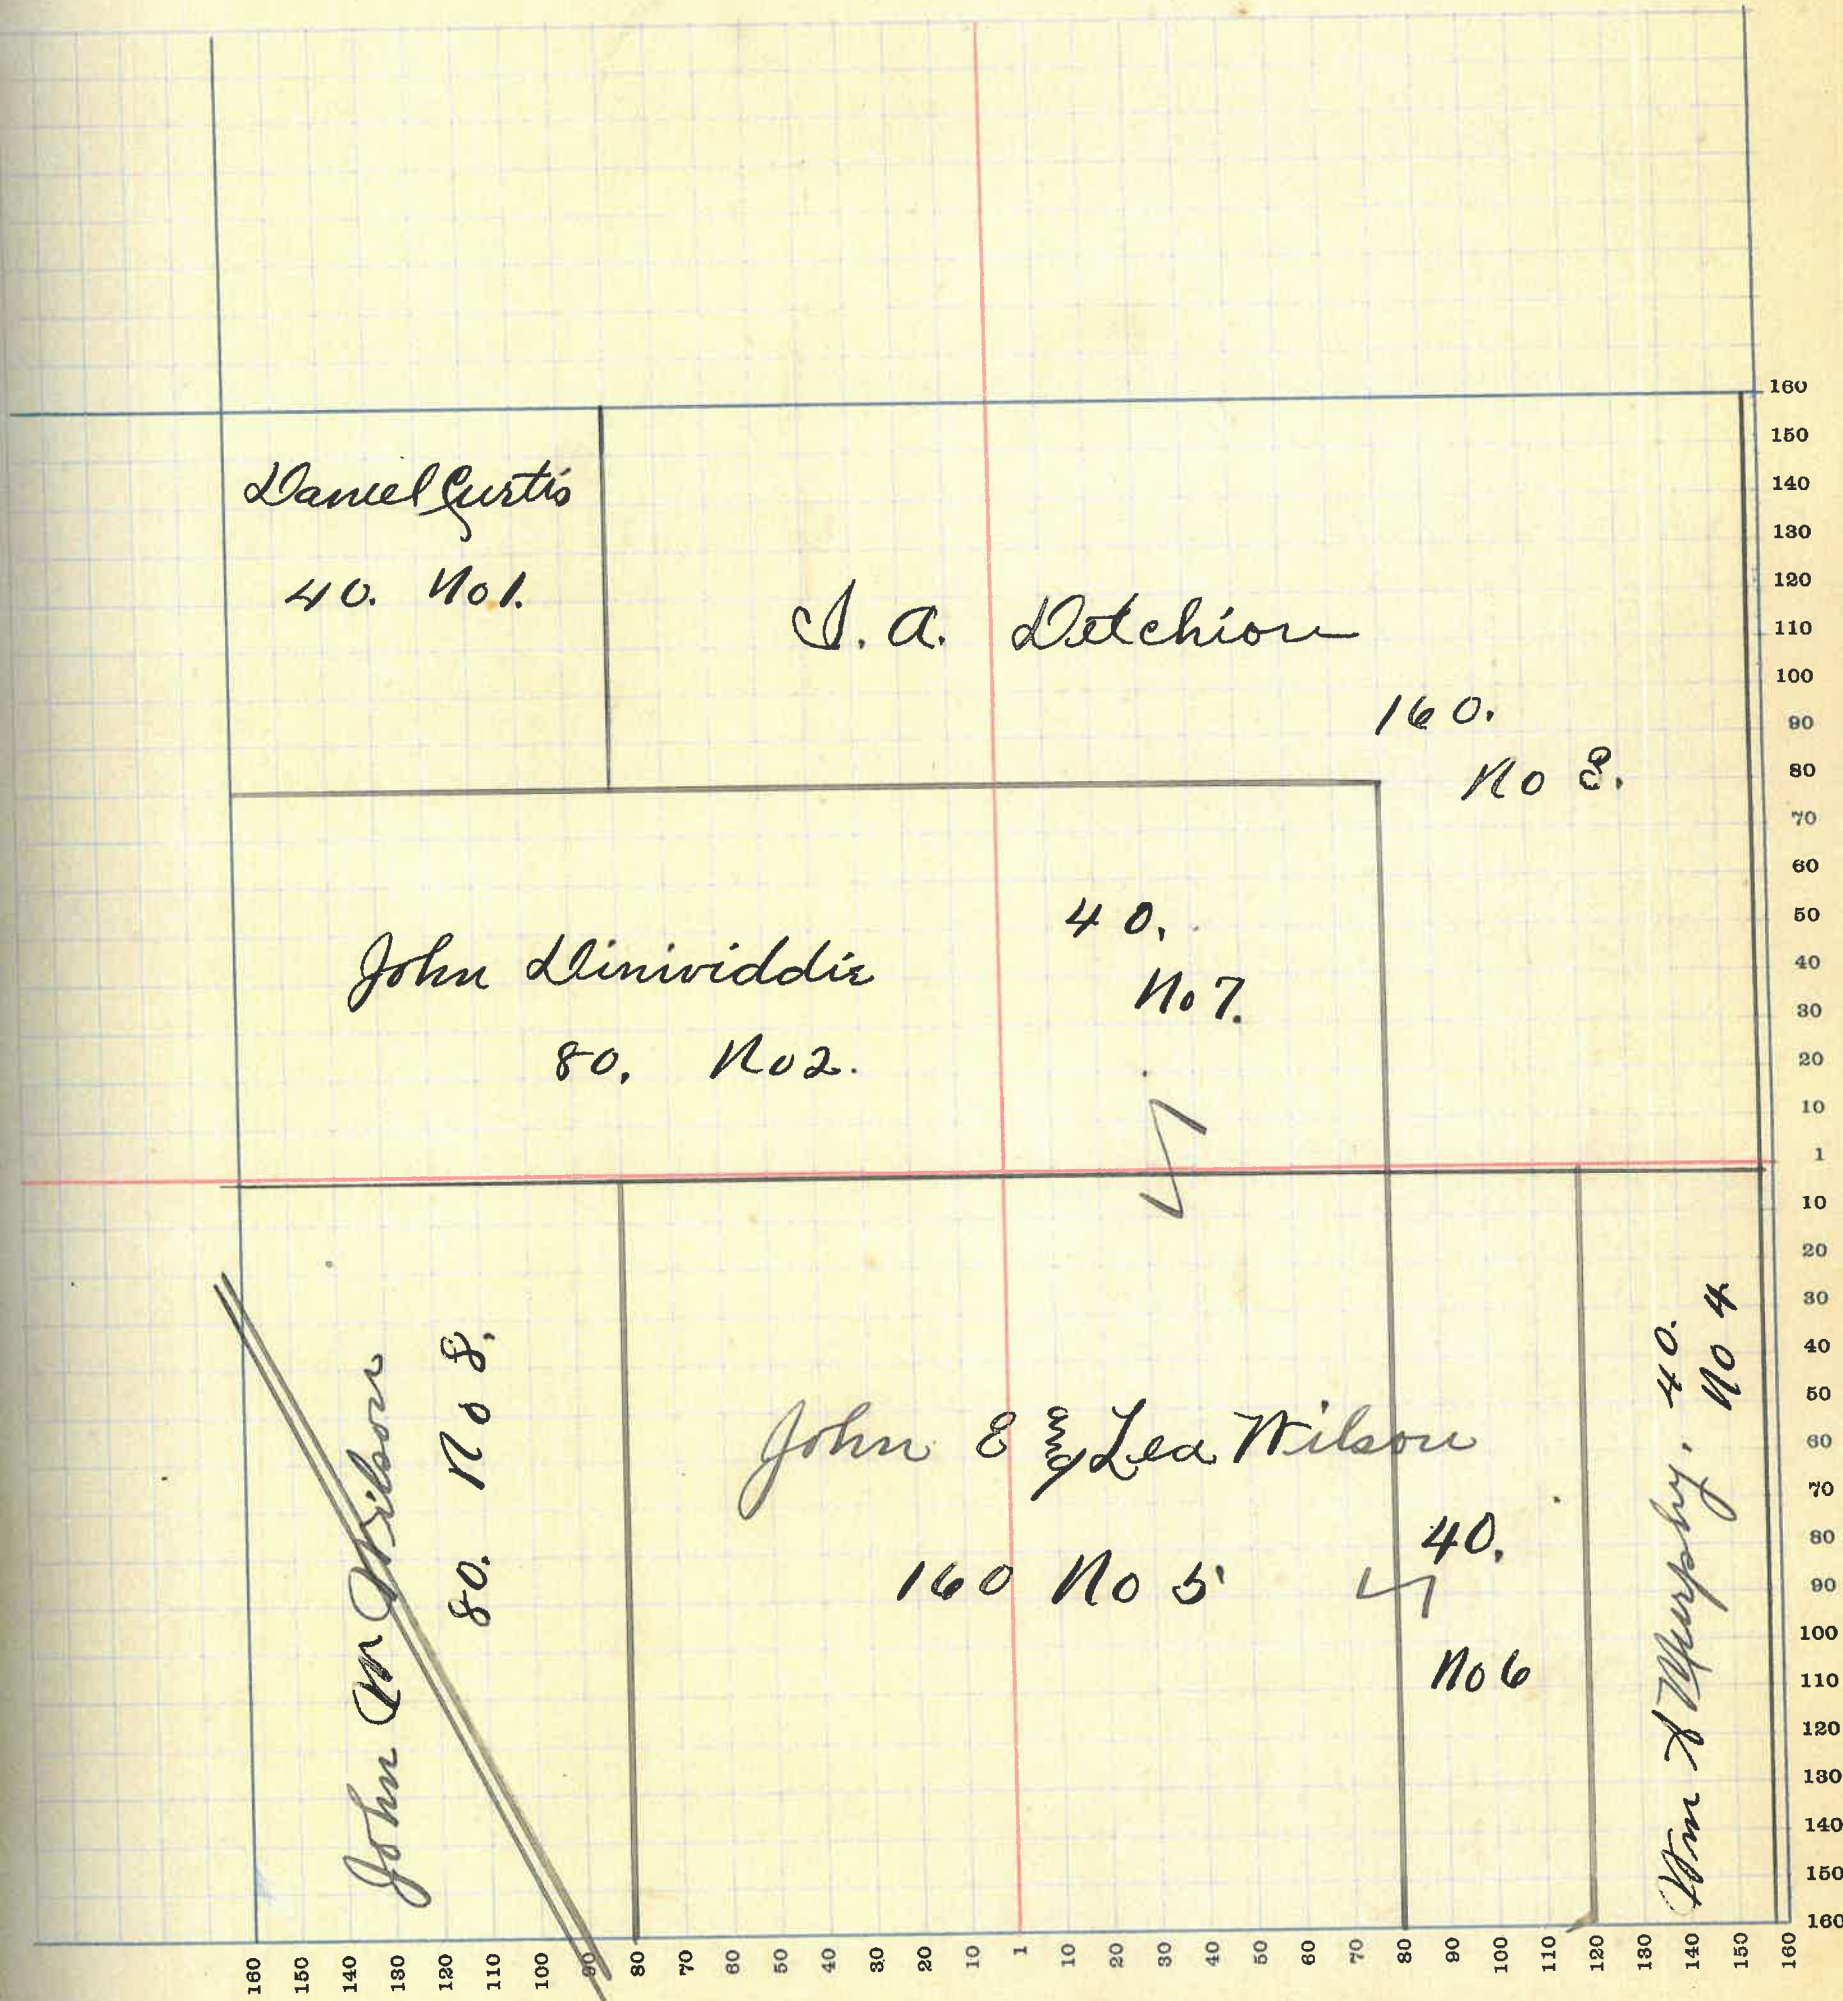 Daniel Curtis
40. No 1.
I. A. Detchion
160.
No 3.
John Dinividdie
80. No 2.
40.
No 7.
John M Wilson
80. No 8.
John E & Lea Wilson
160 No 5
40.
No 6
Wm A Murphy. 40.
No 4
160
150
140
130
120
110
100
90
80
70
60
50
40
30
20
10
1
10
20
30
40
50
60
70
80
90
100
110
120
130
140
150
160
160 150 140 130 120 110 100 90 80 70 60 50 40 30 20 10 1 10 20 30 40 50 60 70 80 90 100 110 120 130 140 150 160